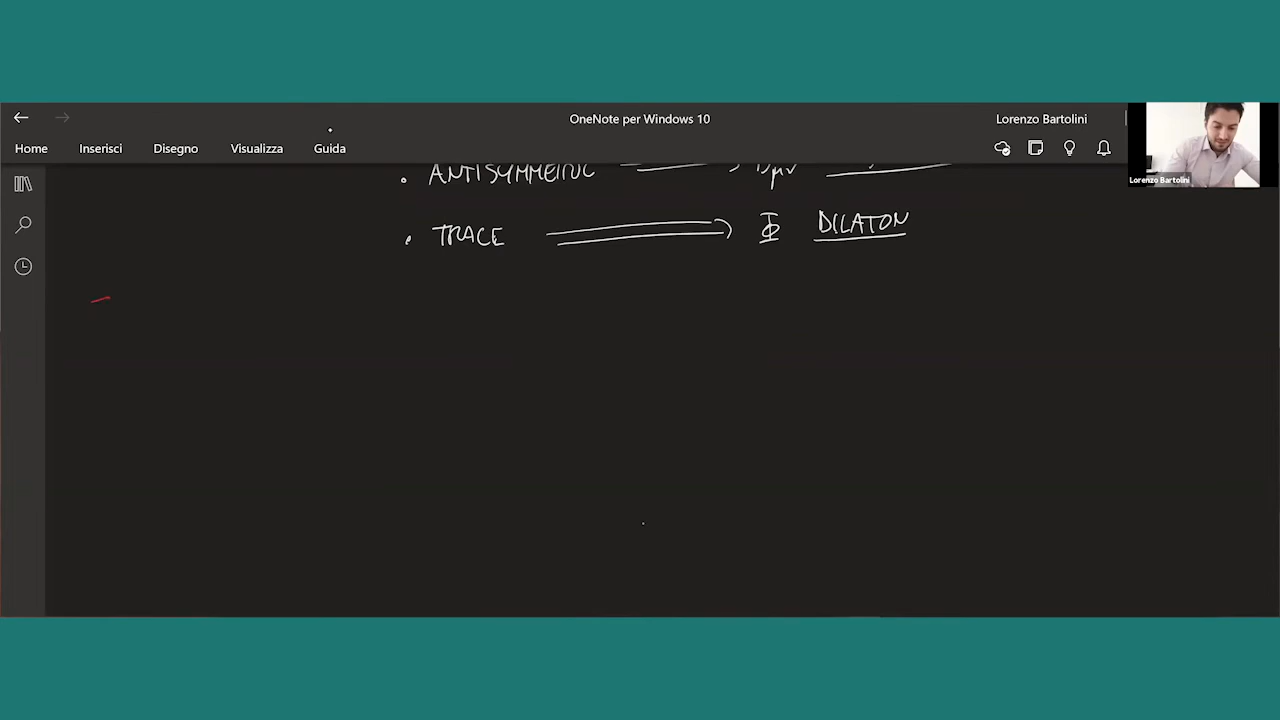 OneNote per Windows 10
Lorenzo Bartolini
Home Inserisci Disegno Visualizza Guida
Lorenzo Bartolini
• ANTISYMMETRIC
• TRACE ⟹ Φ DILATON